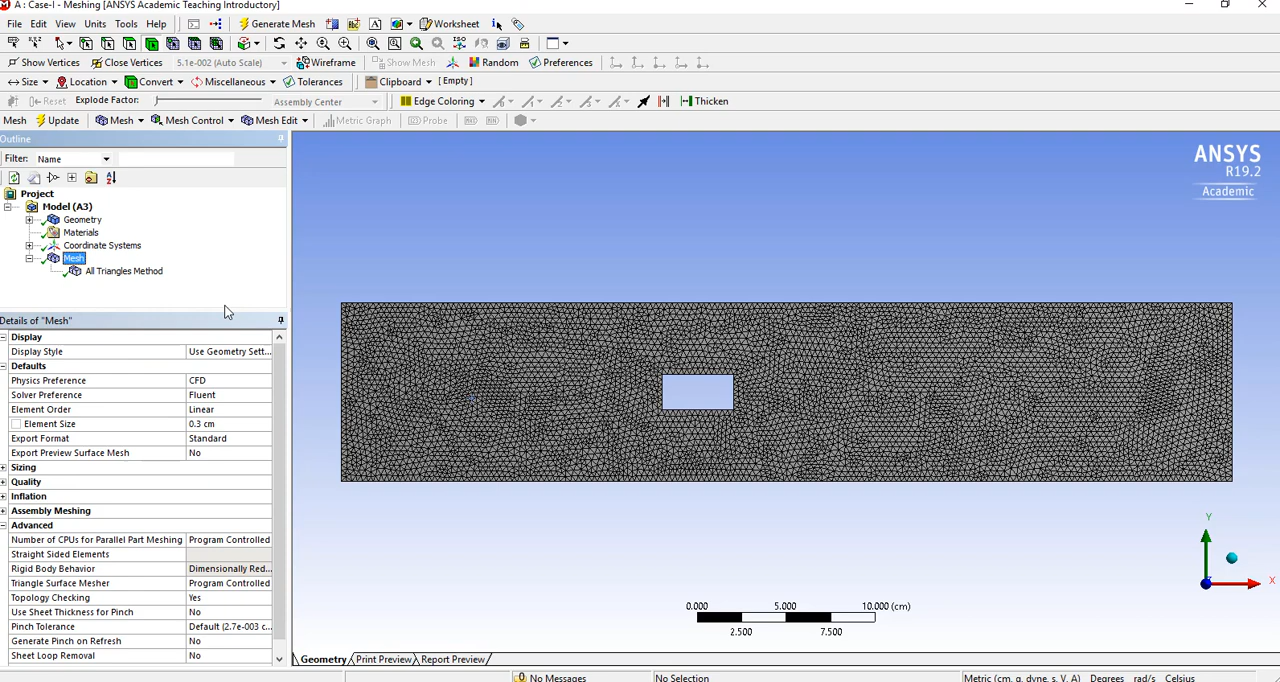 A : Case-I - Meshing [ANSYS Academic Teaching Introductory]
File Edit View Units Tools Help Generate Mesh A Worksheet i
Show Vertices Close Vertices 5.1e-002 (Auto Scale) Wireframe Show Mesh Random Preferences
Size Location Convert Miscellaneous Tolerances Clipboard [Empty]
Reset Explode Factor: Assembly Center Edge Coloring Thicken
Mesh Update Mesh Mesh Control Mesh Edit Metric Graph Probe
Outline
Filter: Name
Project
Model (A3)
Geometry
Materials
Coordinate Systems
Mesh
All Triangles Method
Details of "Mesh"
Display
Display Style Use Geometry Sett...
Defaults
Physics Preference CFD
Solver Preference Fluent
Element Order Linear
Element Size 0.3 cm
Export Format Standard
Export Preview Surface Mesh No
Sizing
Quality
Inflation
Assembly Meshing
Advanced
Number of CPUs for Parallel Part Meshing Program Controlled
Straight Sided Elements
Rigid Body Behavior Dimensionally Red...
Triangle Surface Mesher Program Controlled
Topology Checking Yes
Use Sheet Thickness for Pinch No
Pinch Tolerance Default (2.7e-003 c...
Generate Pinch on Refresh No
Sheet Loop Removal No
ANSYS
R19.2
Academic
Y
X
0.000 5.000 10.000 (cm)
2.500 7.500
Geometry Print Preview Report Preview
No Messages No Selection Metric (cm, g, dyne, s, V, A) Degrees rad/s Celsius